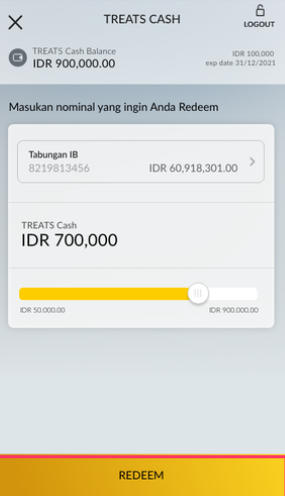 TREATS CASH
LOGOUT
TREATS Cash Balance
IDR 900,000.00
IDR 100,000
exp date 31/12/2021
Masukan nominal yang ingin Anda Redeem
Tabungan IB
8219813456
IDR 60,918,301.00
TREATS Cash
IDR 700,000
IDR 50.000.00
IDR 900.000.00
REDEEM